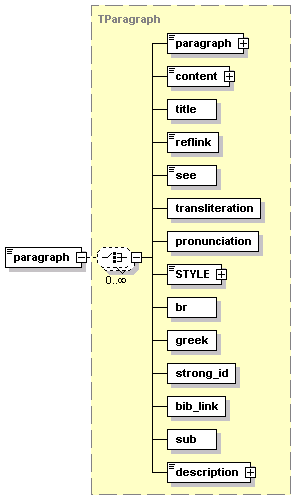 TParagraph
paragraph
content
title
reflink
see
transliteration
pronunciation
paragraph
0..∞
STYLE
br
greek
strong_id
bib_link
sub
description